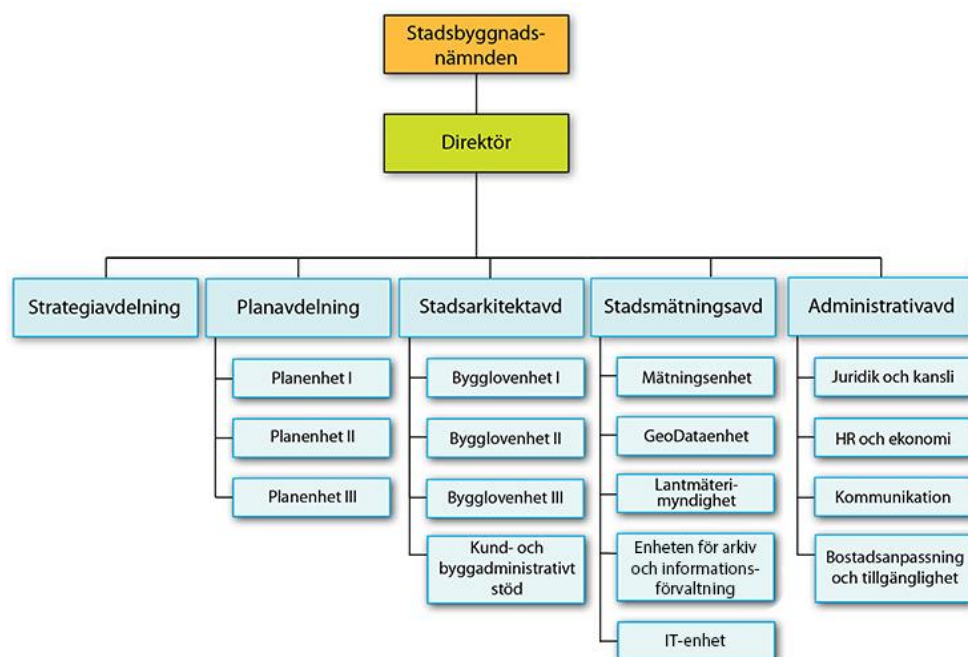 Stadsbyggnads-
nämnden
Direktör
Strategiavdelning
Planavdelning
Stadsarkitektavd
Stadsmätningsavd
Administrativavd
Planenhet I
Planenhet II
Planenhet III
Bygglovenhet I
Bygglovenhet II
Bygglovenhet III
Kund- och
byggadministrativt
stöd
Mätningsenhet
GeoDataenhet
Lantmäteri-
myndighet
Enheten för arkiv
och informations-
förvaltning
IT-enhet
Juridik och kansli
HR och ekonomi
Kommunikation
Bostadsanpassning
och tillgänglighet